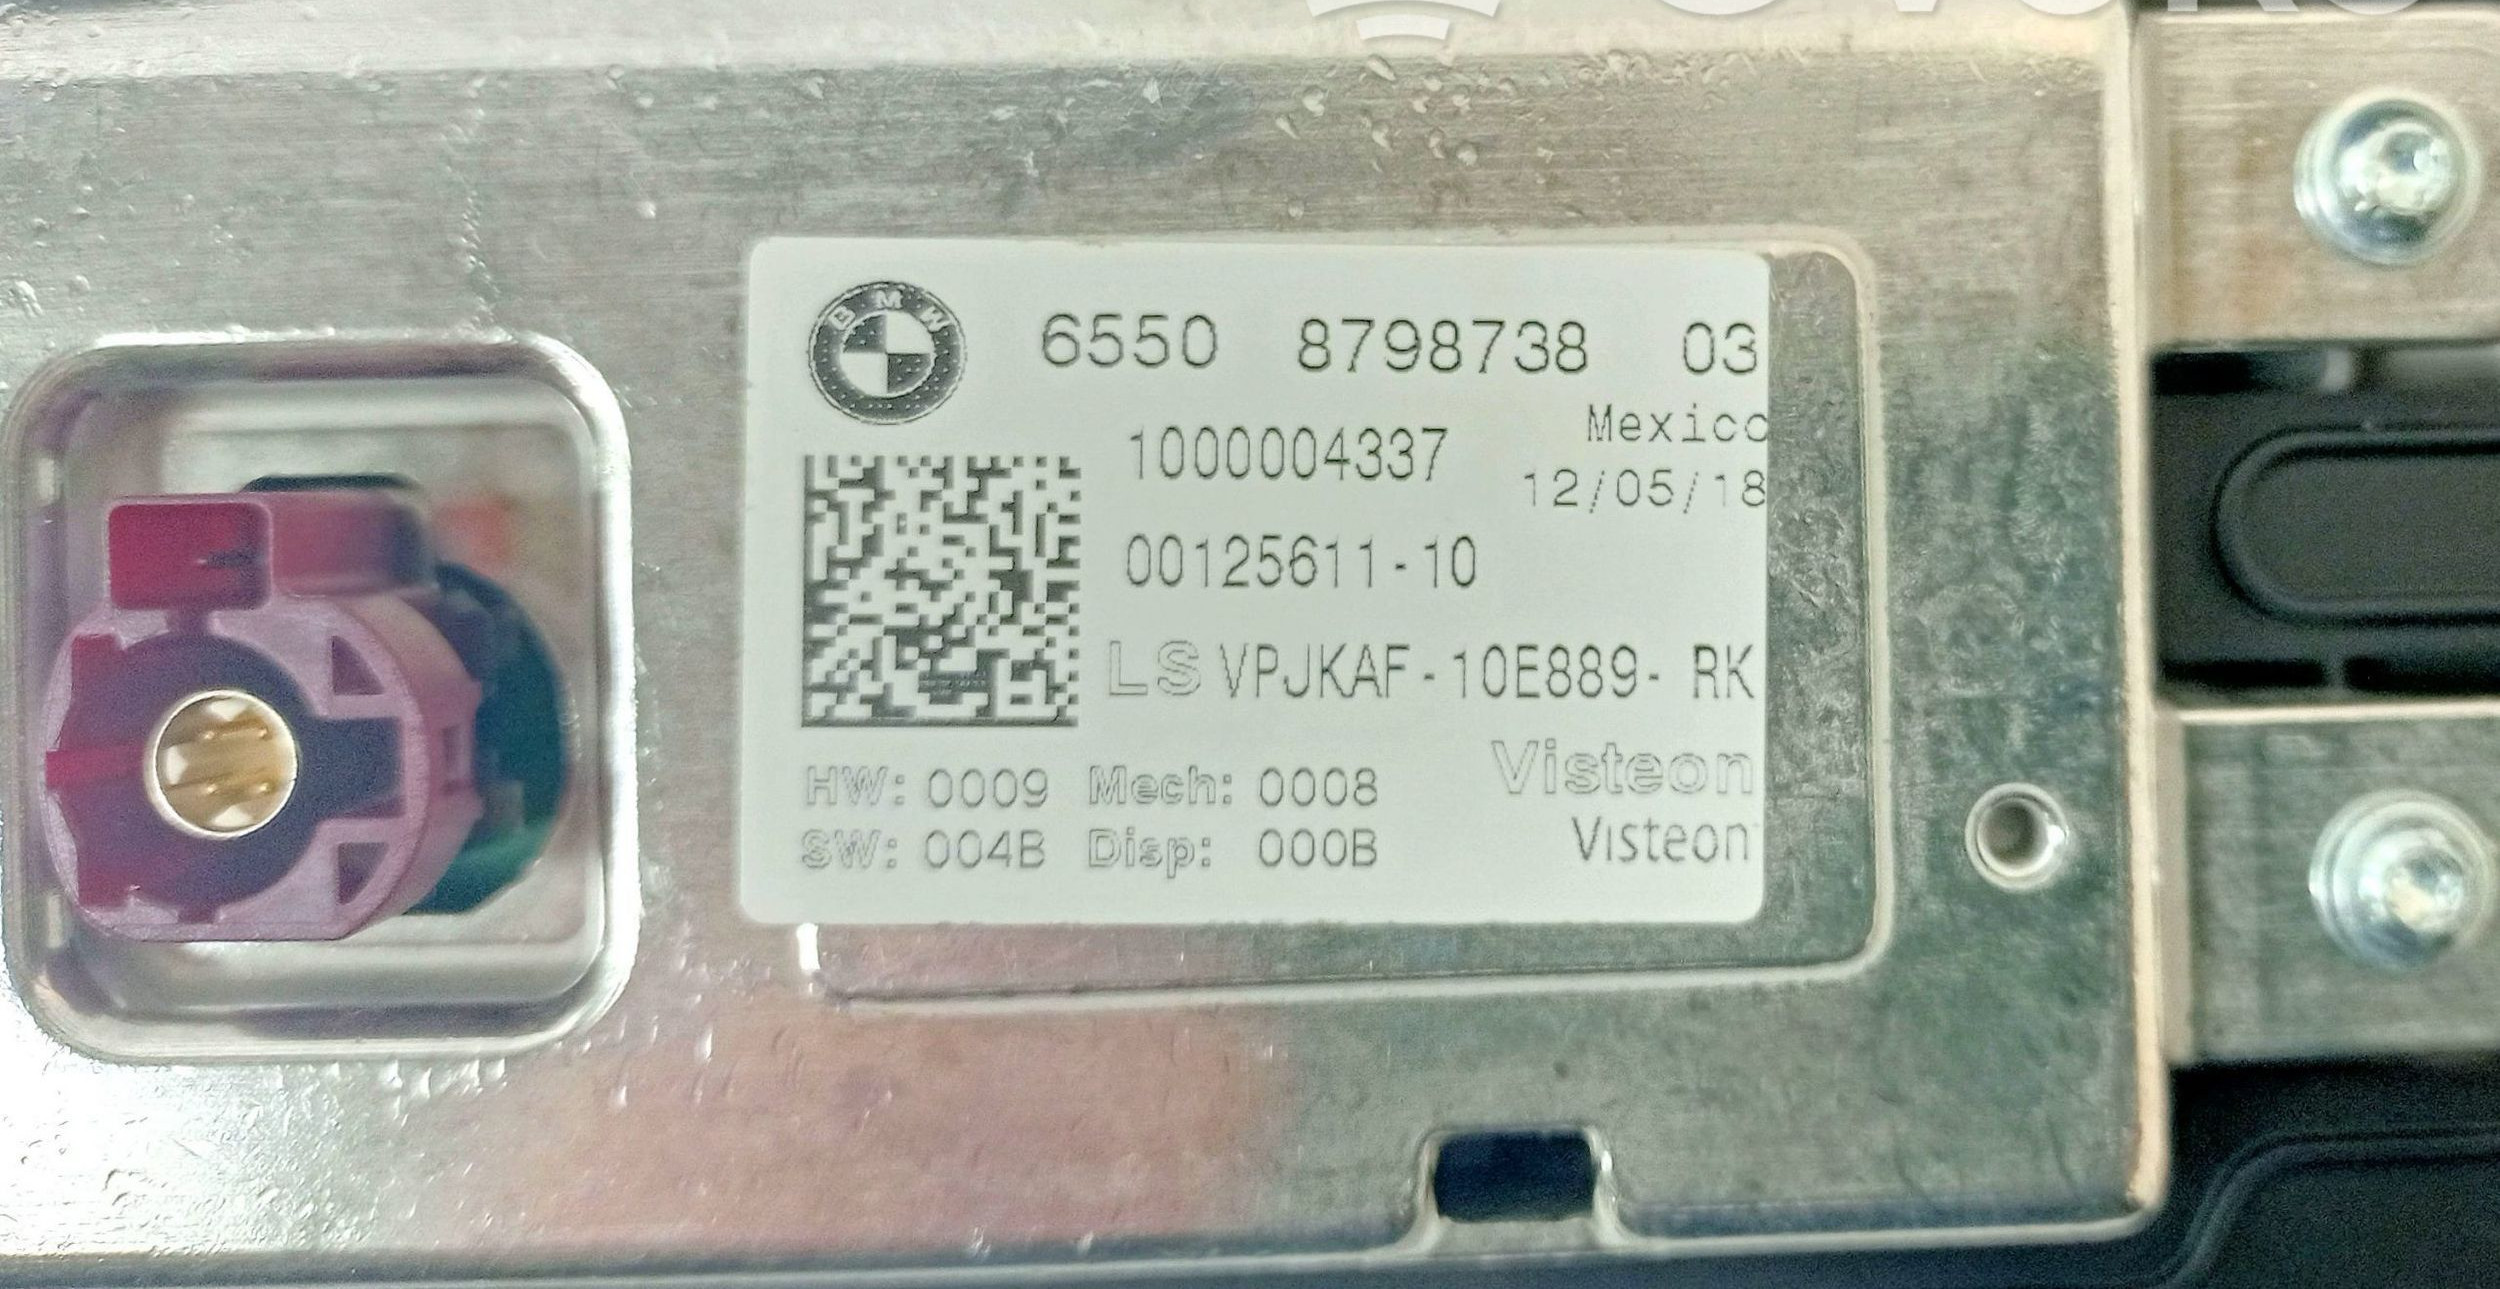 BMW 6550 8798738 03
1000004337 Mexico
12/05/18
00125611-10
LS VPJKAF-10E889- RK
HW: 0009 Mech: 0008 Visteon
SW: 004B Disp: 000B Visteon